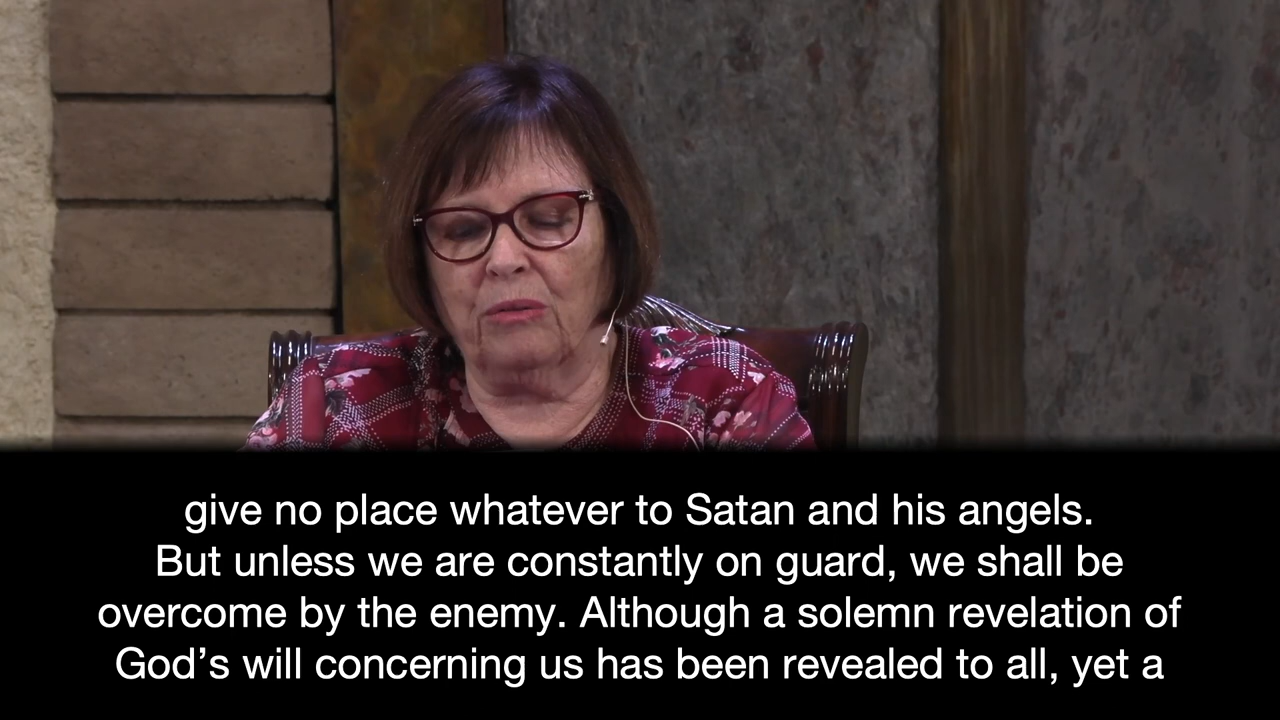 give no place whatever to Satan and his angels.
But unless we are constantly on guard, we shall be
overcome by the enemy. Although a solemn revelation of
God’s will concerning us has been revealed to all, yet a